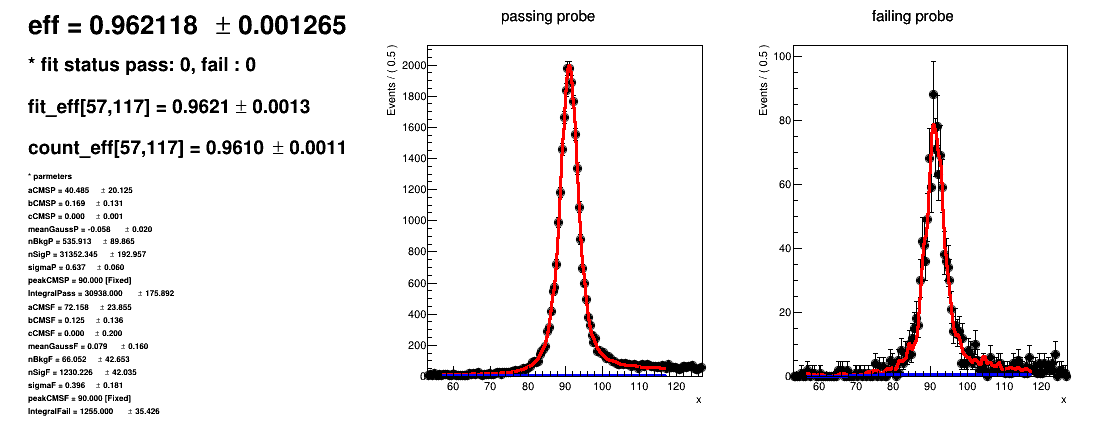 eff = 0.962118 ± 0.001265
* fit status pass: 0, fail : 0
fit_eff[57,117] = 0.9621 ± 0.0013
count_eff[57,117] = 0.9610 ± 0.0011
* parmeters
aCMSP = 40.485 ± 20.125
bCMSP = 0.169 ± 0.131
cCMSP = 0.000 ± 0.001
meanGaussP = -0.058 ± 0.020
nBkgP = 535.913 ± 89.865
nSigP = 31352.345 ± 192.957
sigmaP = 0.637 ± 0.060
peakCMSP = 90.000 [Fixed]
IntegralPass = 30938.000 ± 175.892
aCMSF = 72.158 ± 23.855
bCMSF = 0.125 ± 0.136
cCMSF = 0.000 ± 0.200
meanGaussF = 0.079 ± 0.160
nBkgF = 66.052 ± 42.653
nSigF = 1230.226 ± 42.035
sigmaF = 0.396 ± 0.181
peakCMSF = 90.000 [Fixed]
IntegralFail = 1255.000 ± 35.426
passing probe
Events / ( 0.5 )
2000
1800
1600
1400
1200
1000
800
600
400
200
0
60 70 80 90 100 110 120
x
failing probe
Events / ( 0.5 )
100
80
60
40
20
0
60 70 80 90 100 110 120
x